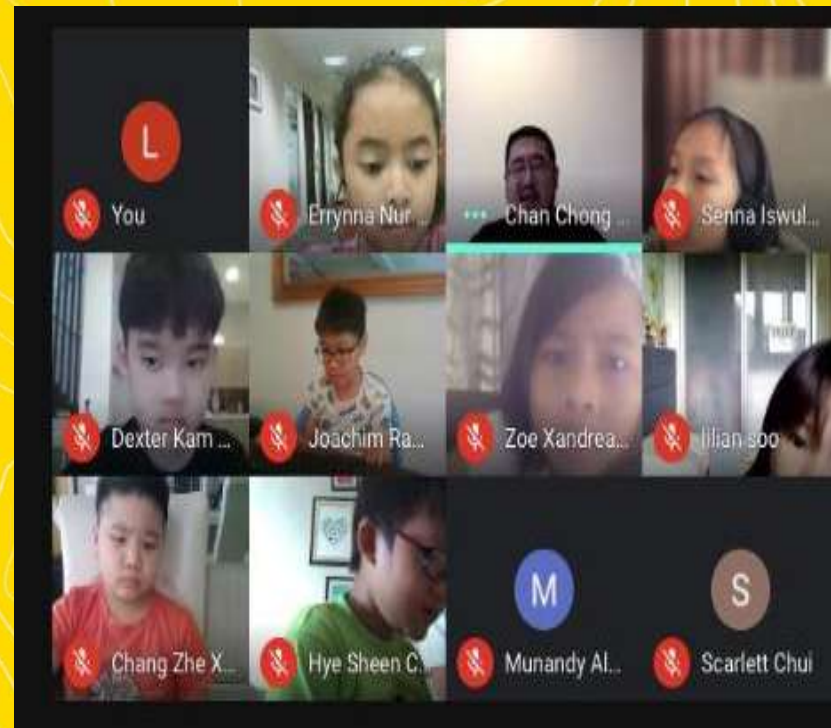 L
You
Errynna Nur ...
Chan Chong ...
Senna Iswul...
Dexter Kam ...
Joachim Ra...
Zoe Xandrea...
lilian soo
Chang Zhe X...
Hye Sheen C...
M
Munandy Al...
S
Scarlett Chui